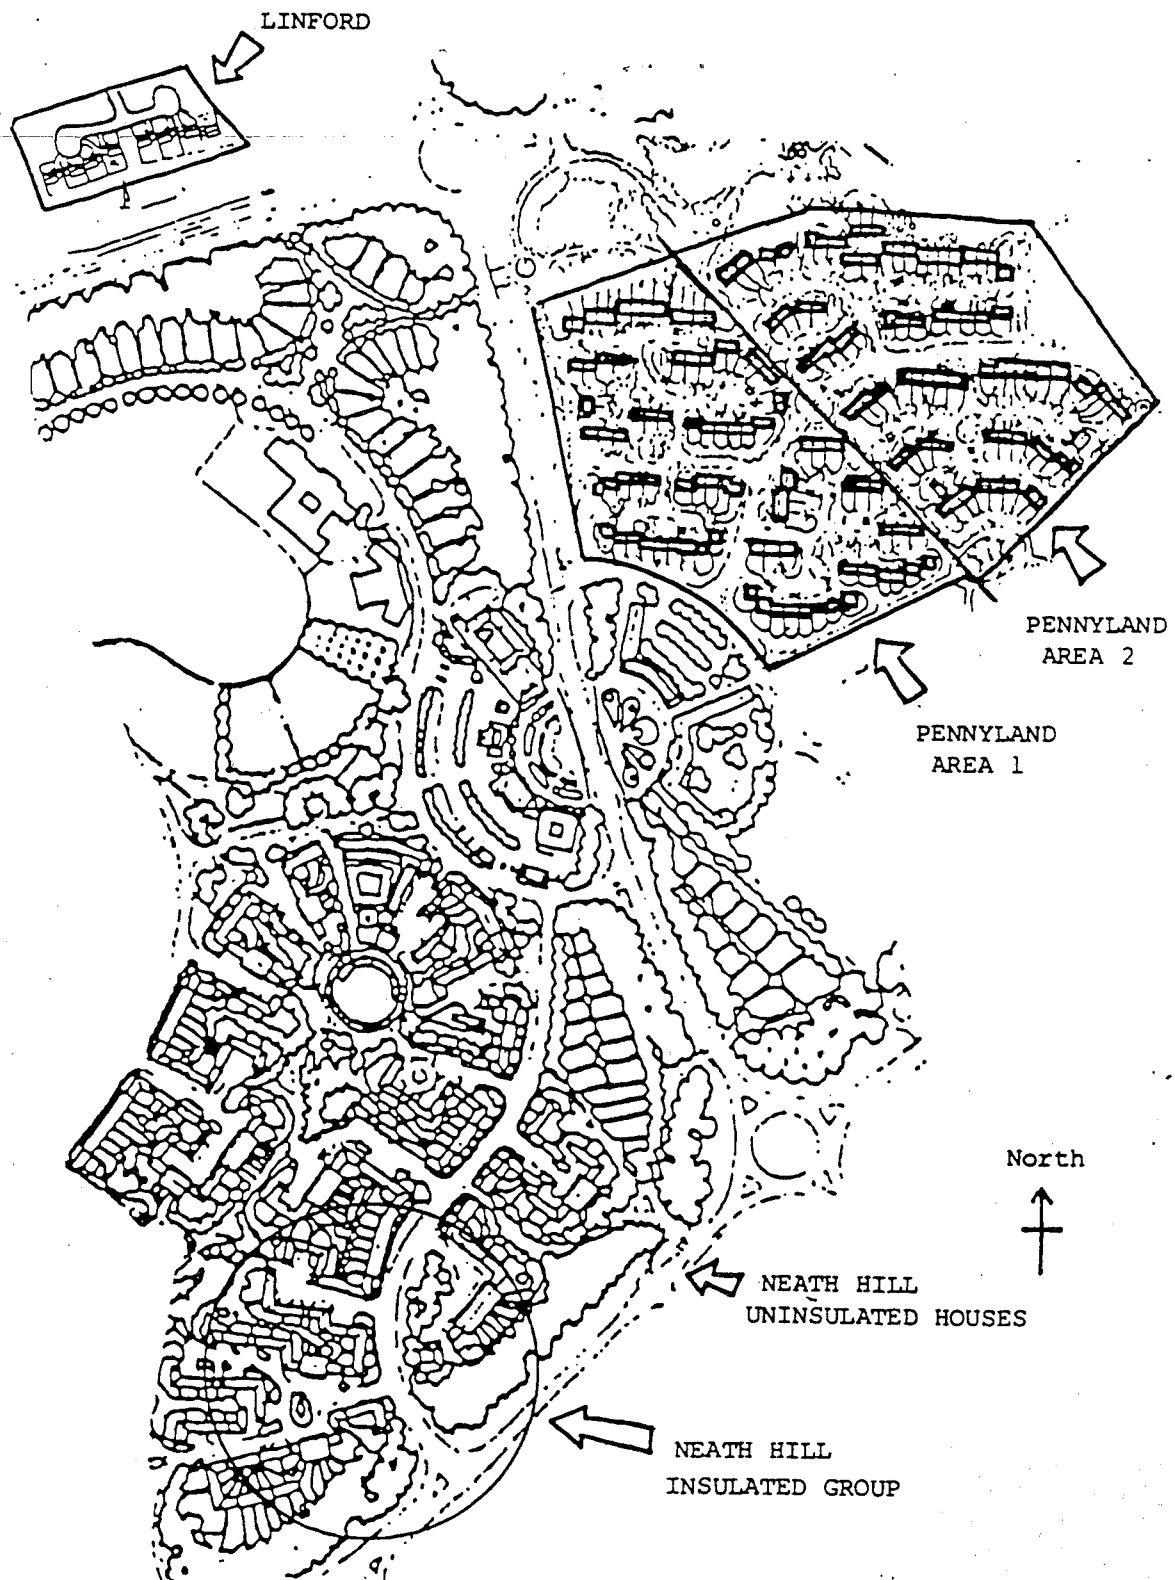 LINFORD
PENNYLAND
AREA 2
PENNYLAND
AREA 1
North
NEATH HILL
UNINSULATED HOUSES
NEATH HILL
INSULATED GROUP